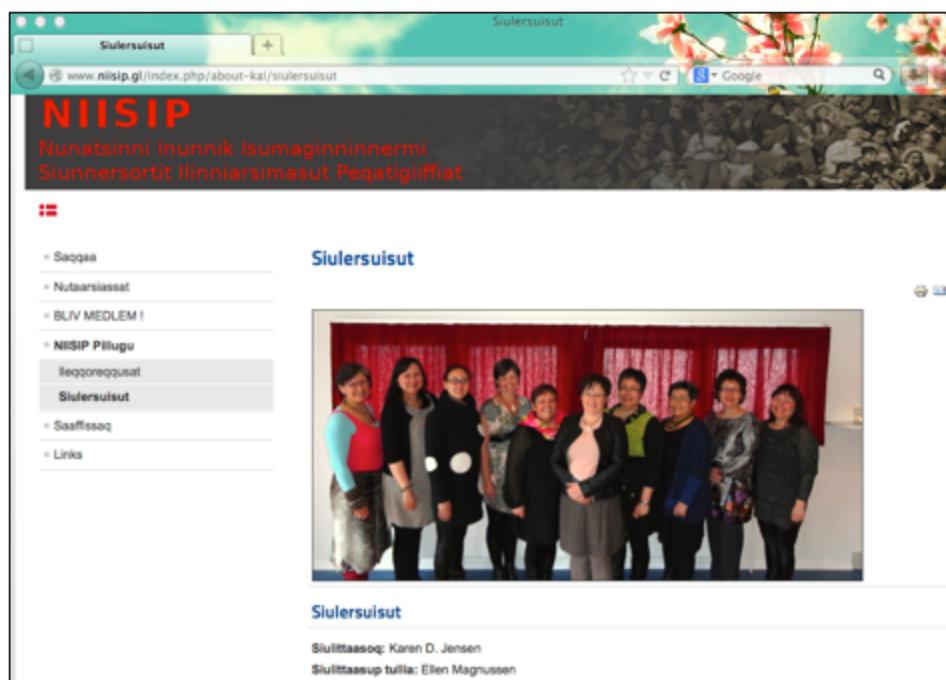 Siulersuisut
Siulersuisut
www.niisip.gl/index.php/about-kal/siulersuisut
Google
NIISIP
Nunatsinni Inunnik Isumaginninnermi
Siunnersortit Ilinniarsimasut Peqatigiiffiat
Saqqaa
Nutaarsiassat
BLIV MEDLEM !
NIISIP Pillugu
Ileqqoreqqusat
Siulersuisut
Saaffissaq
Links
Siulersuisut
Siulersuisut
Siulittaasoq: Karen D. Jensen
Siulittaasup tullia: Ellen Magnussen